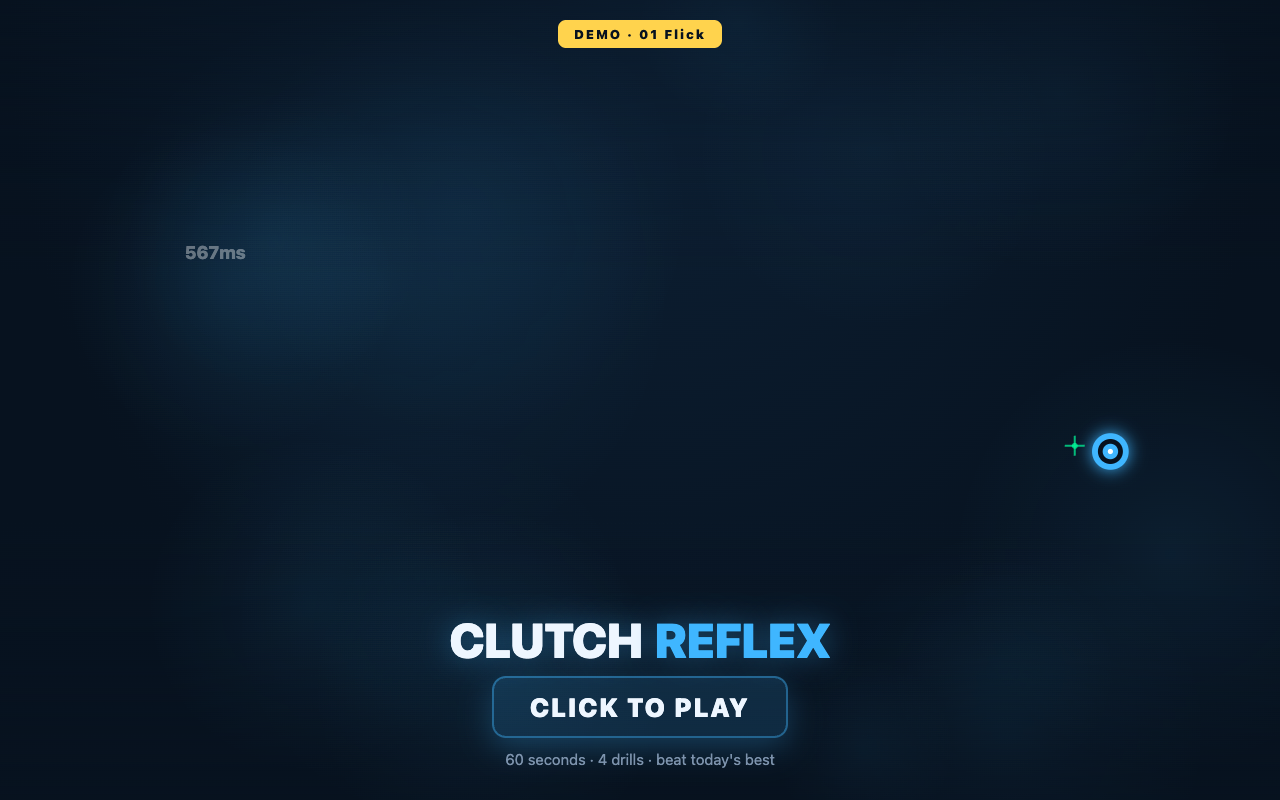 DEMO · 01 Flick
567ms
CLUTCH REFLEX
CLICK TO PLAY
60 seconds · 4 drills · beat today's best